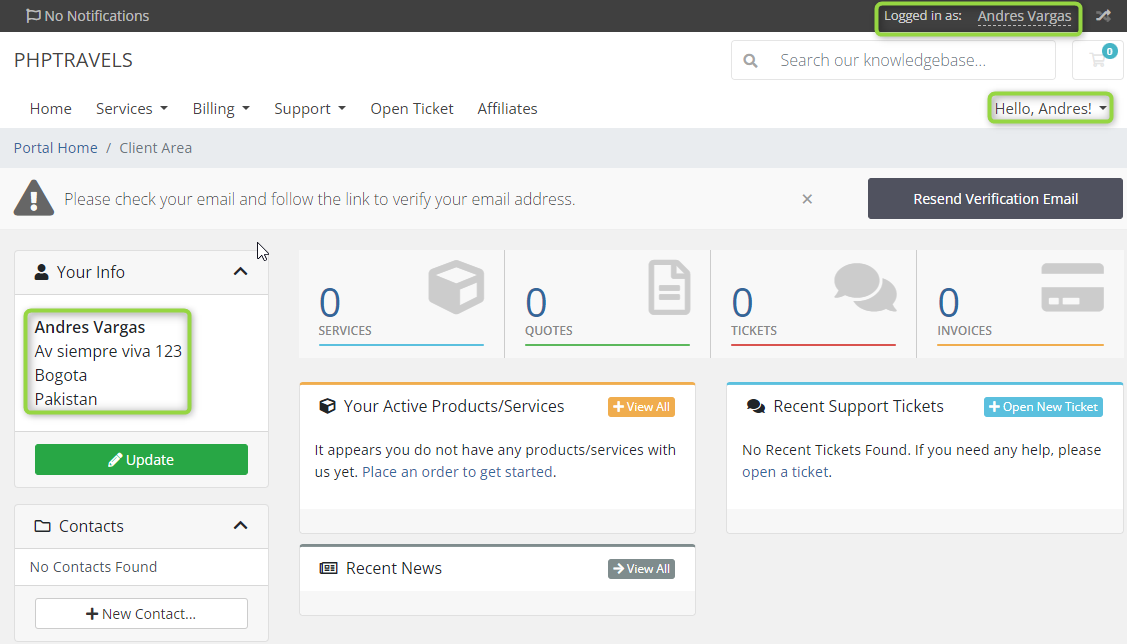 No Notifications
Logged in as: Andres Vargas
PHPTRAVELS
Search our knowledgebase...
0
Home Services Billing Support Open Ticket Affiliates
Hello, Andres!
Portal Home / Client Area
Please check your email and follow the link to verify your email address.
×
Resend Verification Email
Your Info
Andres Vargas
Av siempre viva 123
Bogota
Pakistan
Update
Contacts
No Contacts Found
New Contact...
0
SERVICES
0
QUOTES
0
TICKETS
0
INVOICES
Your Active Products/Services
View All
It appears you do not have any products/services with
us yet. Place an order to get started.
Recent Support Tickets
Open New Ticket
No Recent Tickets Found. If you need any help, please
open a ticket.
Recent News
View All